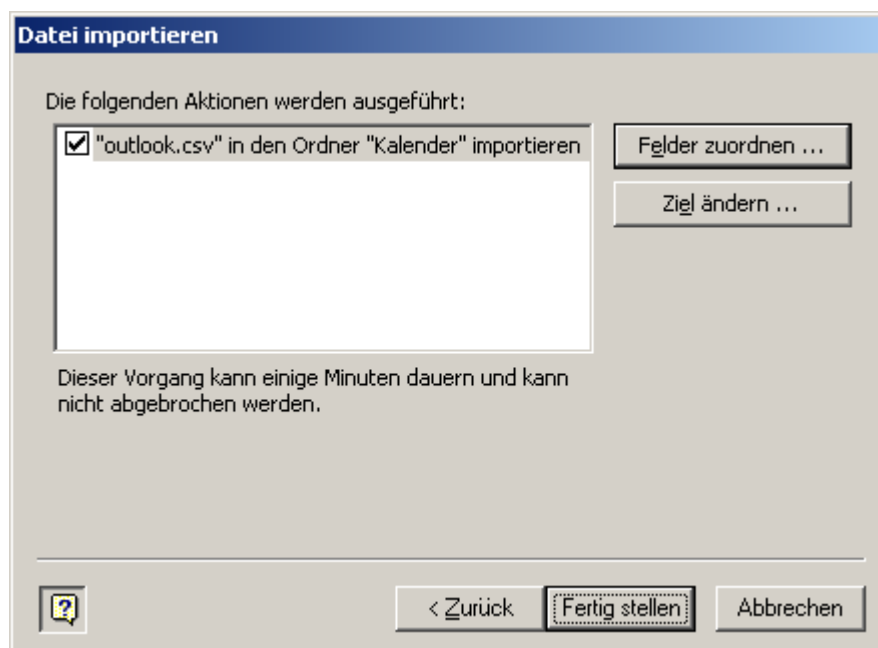 Datei importieren
Die folgenden Aktionen werden ausgeführt:
"outlook.csv" in den Ordner "Kalender" importieren
Felder zuordnen ...
Ziel ändern ...
Dieser Vorgang kann einige Minuten dauern und kann
nicht abgebrochen werden.
?
< Zurück
Fertig stellen
Abbrechen